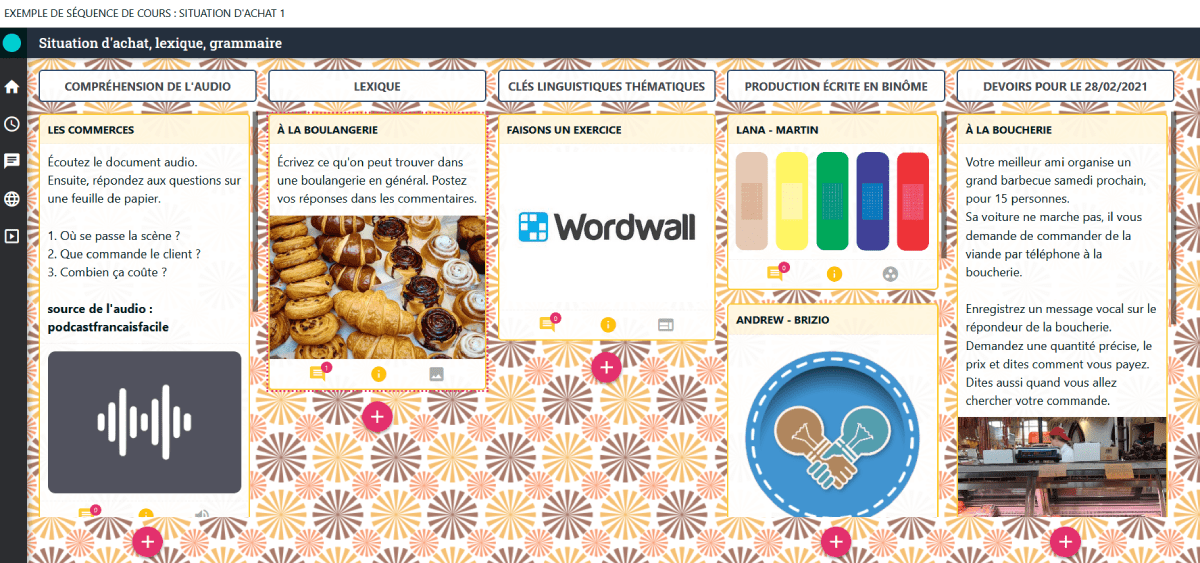 EXEMPLE DE SÉQUENCE DE COURS : SITUATION D'ACHAT 1
Situation d'achat, lexique, grammaire
COMPRÉHENSION DE L'AUDIO
LES COMMERCES
Écoutez le document audio.
Ensuite, répondez aux questions sur
une feuille de papier.
1. Où se passe la scène ?
2. Que commande le client ?
3. Combien ça coûte ?
source de l'audio :
podcastfrancaisfacile
0
LEXIQUE
À LA BOULANGERIE
Écrivez ce qu'on peut trouver dans
une boulangerie en général. Postez
vos réponses dans les commentaires.
1
CLÉS LINGUISTIQUES THÉMATIQUES
FAISONS UN EXERCICE
Wordwall
0
PRODUCTION ÉCRITE EN BINÔME
LANA - MARTIN
0
ANDREW - BRIZIO
DEVOIRS POUR LE 28/02/2021
À LA BOUCHERIE
Votre meilleur ami organise un
grand barbecue samedi prochain,
pour 15 personnes.
Sa voiture ne marche pas, il vous
demande de commander de la
viande par téléphone à la
boucherie.
Enregistrez un message vocal sur le
répondeur de la boucherie.
Demandez une quantité précise, le
prix et dites comment vous payez.
Dites aussi quand vous allez
chercher votre commande.